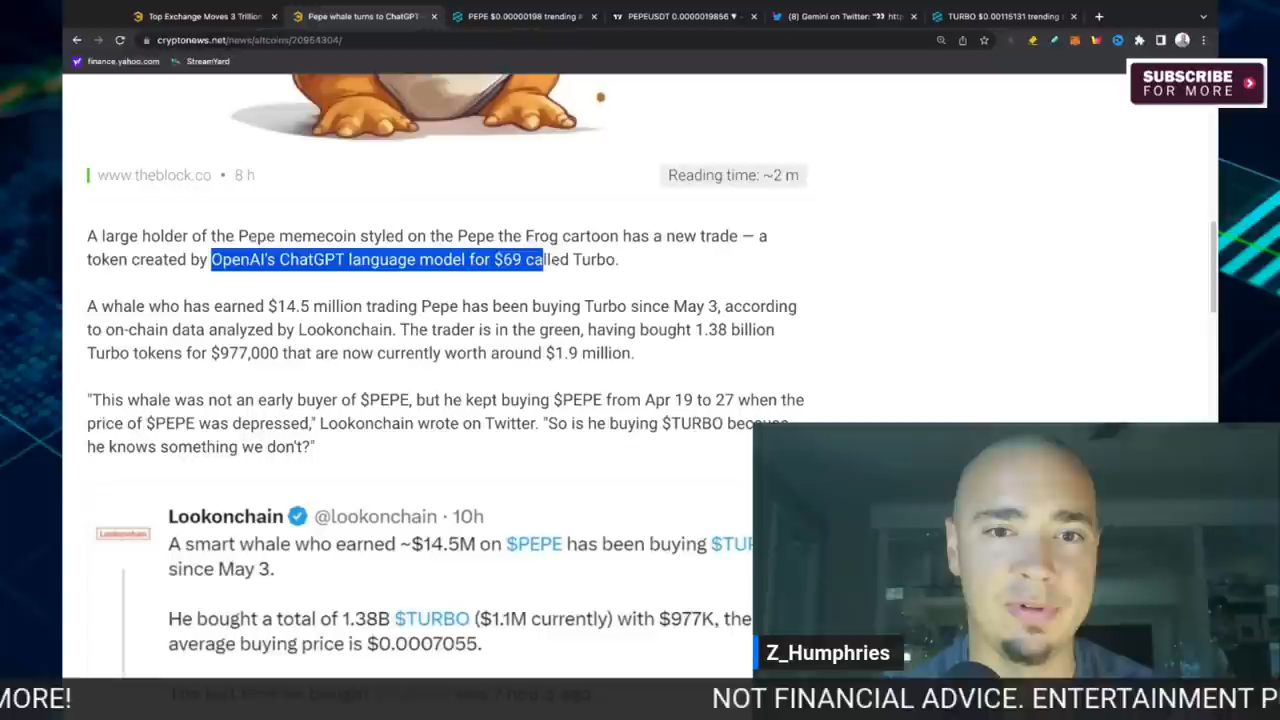 Top Exchange Moves 3 Trillion
Pepe whale turns to ChatGPT
PEPE $0.00000198 trending
PEPEUSDT 0.0000019856 ▼
(8) Gemini on Twitter: "👀 http
TURBO $0.00115131 trending
cryptonews.net/news/altcoins/20954304/
finance.yahoo.com
StreamYard
SUBSCRIBE
FOR MORE
www.theblock.co • 8 h
Reading time: ~2 m
A large holder of the Pepe memecoin styled on the Pepe the Frog cartoon has a new trade — a
token created by OpenAI's ChatGPT language model for $69 called Turbo.
A whale who has earned $14.5 million trading Pepe has been buying Turbo since May 3, according
to on-chain data analyzed by Lookonchain. The trader is in the green, having bought 1.38 billion
Turbo tokens for $977,000 that are now currently worth around $1.9 million.
"This whale was not an early buyer of $PEPE, but he kept buying $PEPE from Apr 19 to 27 when the
price of $PEPE was depressed," Lookonchain wrote on Twitter. "So is he buying $TURBO because
he knows something we don't?"
Lookonchain
Lookonchain @lookonchain · 10h
A smart whale who earned ~$14.5M on $PEPE has been buying $TUR
since May 3.
He bought a total of 1.38B $TURBO ($1.1M currently) with $977K, the
average buying price is $0.0007055.
Z_Humphries
MORE!
NOT FINANCIAL ADVICE. ENTERTAINMENT P